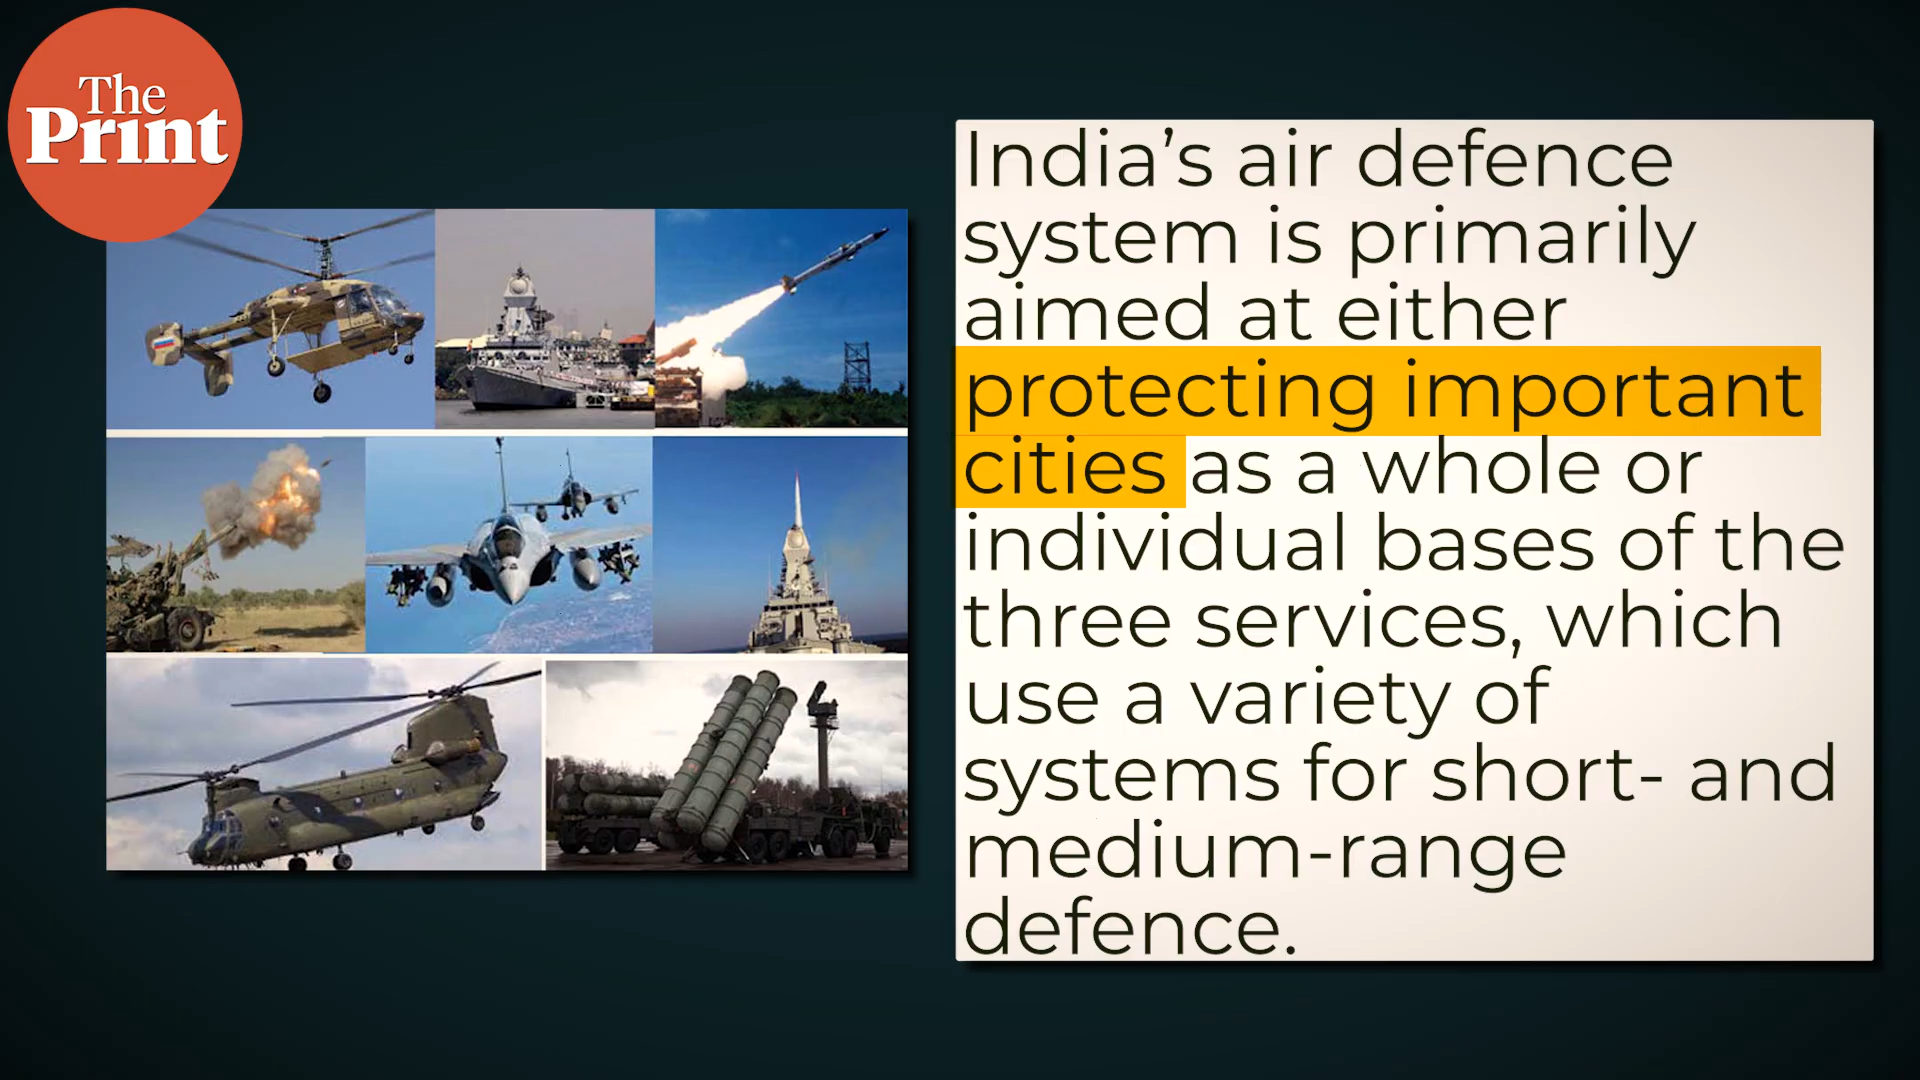 The
Print
India’s air defence
system is primarily
aimed at either
protecting important
cities as a whole or
individual bases of the
three services, which
use a variety of
systems for short- and
medium-range
defence.